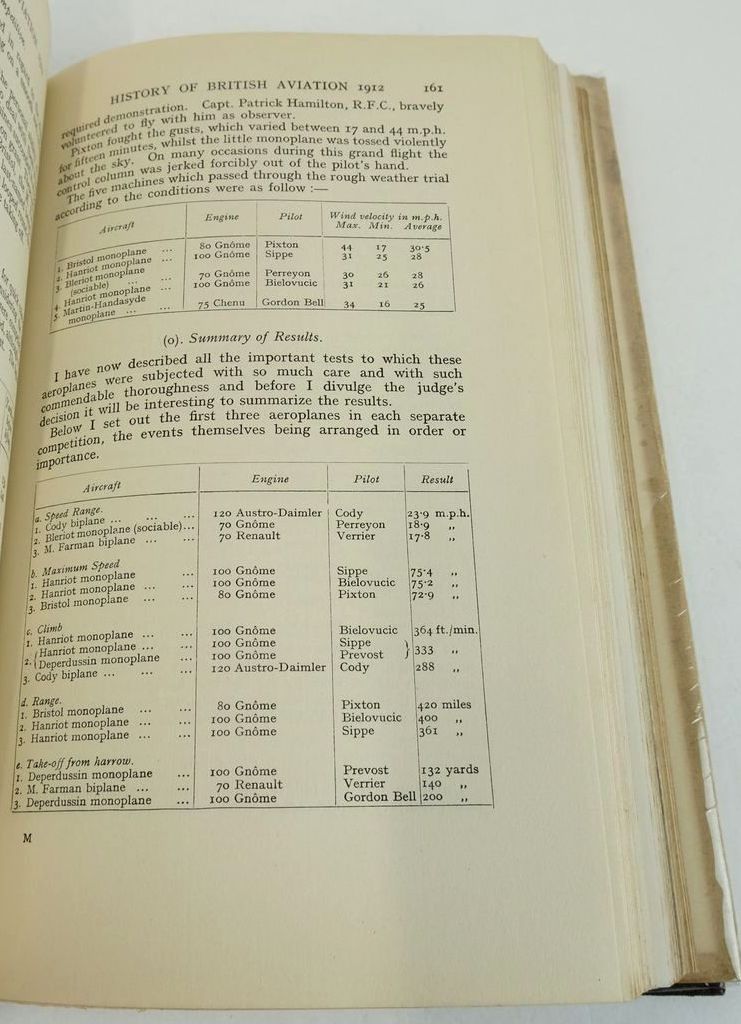 HISTORY OF BRITISH AVIATION 1912 161
required demonstration. Capt. Patrick Hamilton, R.F.C., bravely
volunteered to fly with him as observer.
Pixton fought the gusts, which varied between 17 and 44 m.p.h.
for fifteen minutes, whilst the little monoplane was tossed violently
about the sky. On many occasions during this grand flight the
control column was jerked forcibly out of the pilot's hand.
The five machines which passed through the rough weather trial
according to the conditions were as follow :—
Aircraft Engine Pilot Wind velocity in m.p.h.
Max. Min. Average
1. Bristol monoplane ... 80 Gnôme Pixton 44 17 30·5
2. Hanriot monoplane ... 100 Gnôme Sippe 31 25 28
3. Bleriot monoplane
(sociable) ... ... 70 Gnôme Perreyon 30 26 28
4. Hanriot monoplane ... 100 Gnôme Bielovucic 31 21 26
5. Martin-Handasyde
monoplane ... ... 75 Chenu Gordon Bell 34 16 25
(o). Summary of Results.
I have now described all the important tests to which these
aeroplanes were subjected with so much care and with such
commendable thoroughness and before I divulge the judge's
decision it will be interesting to summarize the results.
Below I set out the first three aeroplanes in each separate
competition, the events themselves being arranged in order or
importance.
Aircraft Engine Pilot Result
a. Speed Range.
1. Cody biplane ... ... ... 120 Austro-Daimler Cody 23·9 m.p.h.
2. Bleriot monoplane (sociable)... 70 Gnôme Perreyon 18·9 ,,
3. M. Farman biplane ... ... 70 Renault Verrier 17·8 ,,
b. Maximum Speed
1. Hanriot monoplane ... 100 Gnôme Sippe 75·4 ,,
2. Hanriot monoplane ... ... 100 Gnôme Bielovucic 75·2 ,,
3. Bristol monoplane ... ... 80 Gnôme Pixton 72·9 ,,
c. Climb
1. Hanriot monoplane ... ... 100 Gnôme Bielovucic 364 ft./min.
2. { Hanriot monoplane ... ... 100 Gnôme Sippe } 333 ,,
Deperdussin monoplane ... 100 Gnôme Prevost
3. Cody biplane ... ... ... 120 Austro-Daimler Cody 288 ,,
d. Range.
1. Bristol monoplane ... ... 80 Gnôme Pixton 420 miles
2. Hanriot monoplane ... ... 100 Gnôme Bielovucic 400 ,,
3. Hanriot monoplane ... ... 100 Gnôme Sippe 361 ,,
e. Take-off from harrow.
1. Deperdussin monoplane ... 100 Gnôme Prevost 132 yards
2. M. Farman biplane ... ... 70 Renault Verrier 140 ,,
3. Deperdussin monoplane ... 100 Gnôme Gordon Bell 200 ,,
M